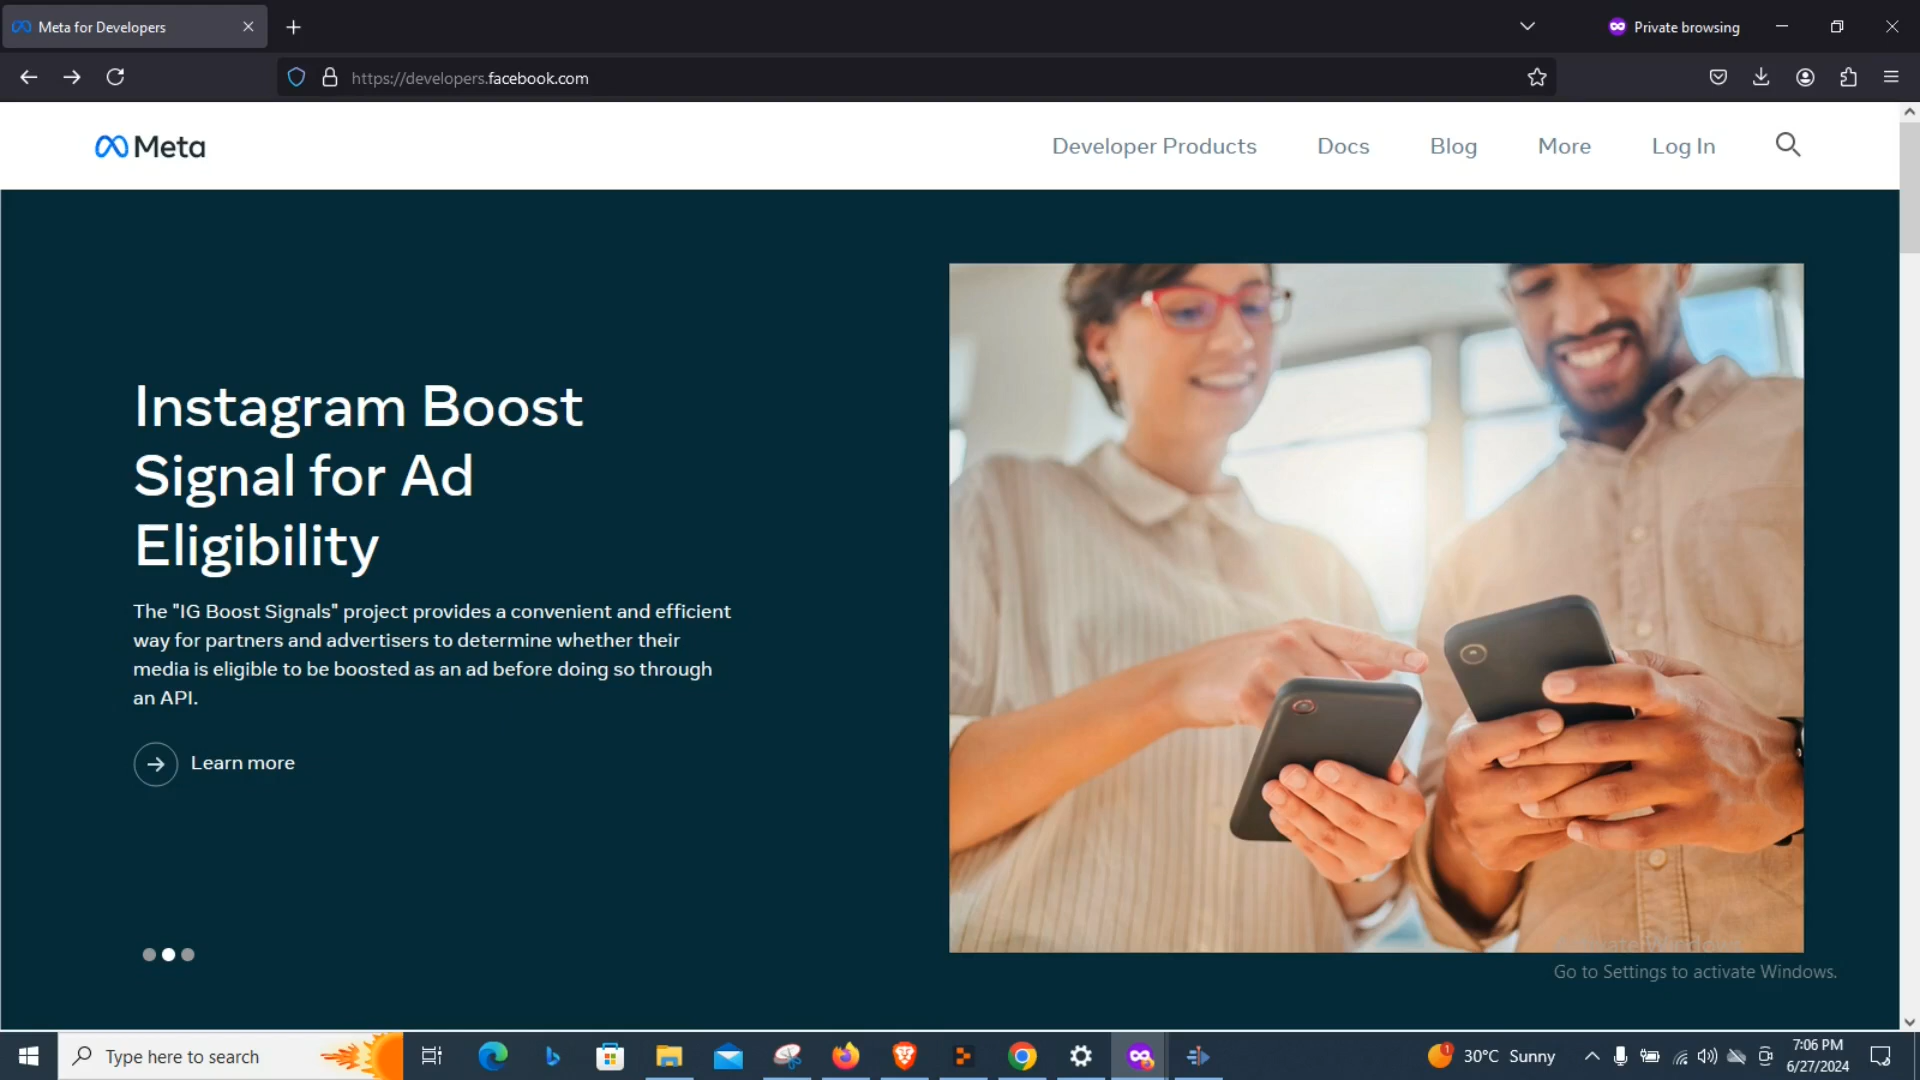 Meta for Developers
Private browsing
https://developers.facebook.com
Meta
Developer Products
Docs
Blog
More
Log In
Instagram Boost
Signal for Ad
Eligibility
The "IG Boost Signals" project provides a convenient and efficient
way for partners and advertisers to determine whether their
media is eligible to be boosted as an ad before doing so through
an API.
Learn more
Activate Windows
Go to Settings to activate Windows.
Type here to search
1
30°C Sunny
7:06 PM
6/27/2024